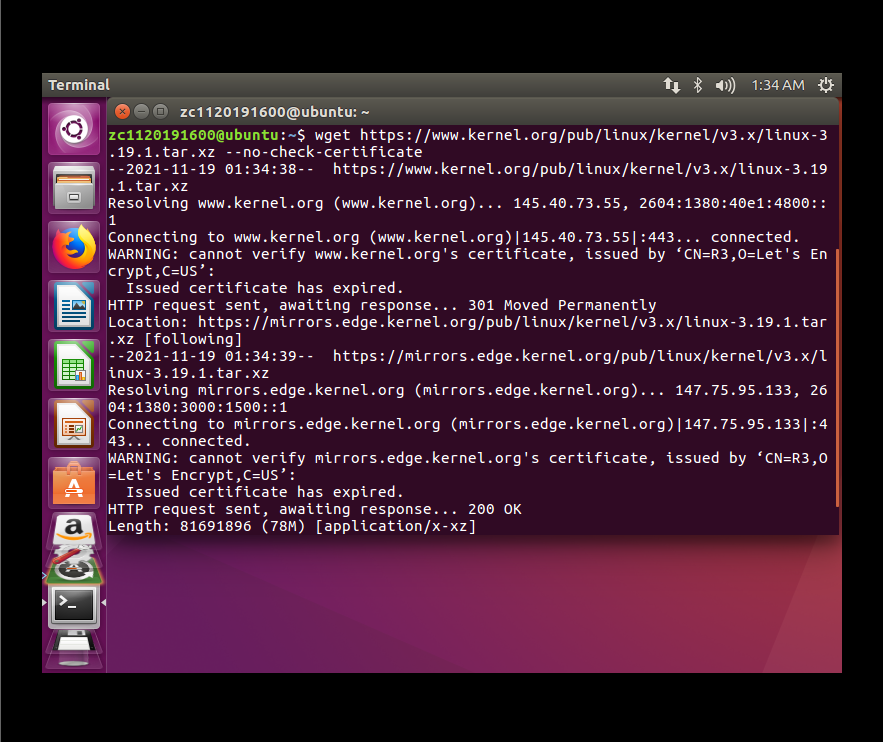 Terminal
1:34 AM
zc1120191600@ubuntu: ~
zc1120191600@ubuntu:~$ wget https://www.kernel.org/pub/linux/kernel/v3.x/linux-3
.19.1.tar.xz --no-check-certificate
--2021-11-19 01:34:38--  https://www.kernel.org/pub/linux/kernel/v3.x/linux-3.19
.1.tar.xz
Resolving www.kernel.org (www.kernel.org)... 145.40.73.55, 2604:1380:40e1:4800::
1
Connecting to www.kernel.org (www.kernel.org)|145.40.73.55|:443... connected.
WARNING: cannot verify www.kernel.org's certificate, issued by ‘CN=R3,O=Let's En
crypt,C=US’:
  Issued certificate has expired.
HTTP request sent, awaiting response... 301 Moved Permanently
Location: https://mirrors.edge.kernel.org/pub/linux/kernel/v3.x/linux-3.19.1.tar
.xz [following]
--2021-11-19 01:34:39--  https://mirrors.edge.kernel.org/pub/linux/kernel/v3.x/l
inux-3.19.1.tar.xz
Resolving mirrors.edge.kernel.org (mirrors.edge.kernel.org)... 147.75.95.133, 26
04:1380:3000:1500::1
Connecting to mirrors.edge.kernel.org (mirrors.edge.kernel.org)|147.75.95.133|:4
43... connected.
WARNING: cannot verify mirrors.edge.kernel.org's certificate, issued by ‘CN=R3,O
=Let's Encrypt,C=US’:
  Issued certificate has expired.
HTTP request sent, awaiting response... 200 OK
Length: 81691896 (78M) [application/x-xz]